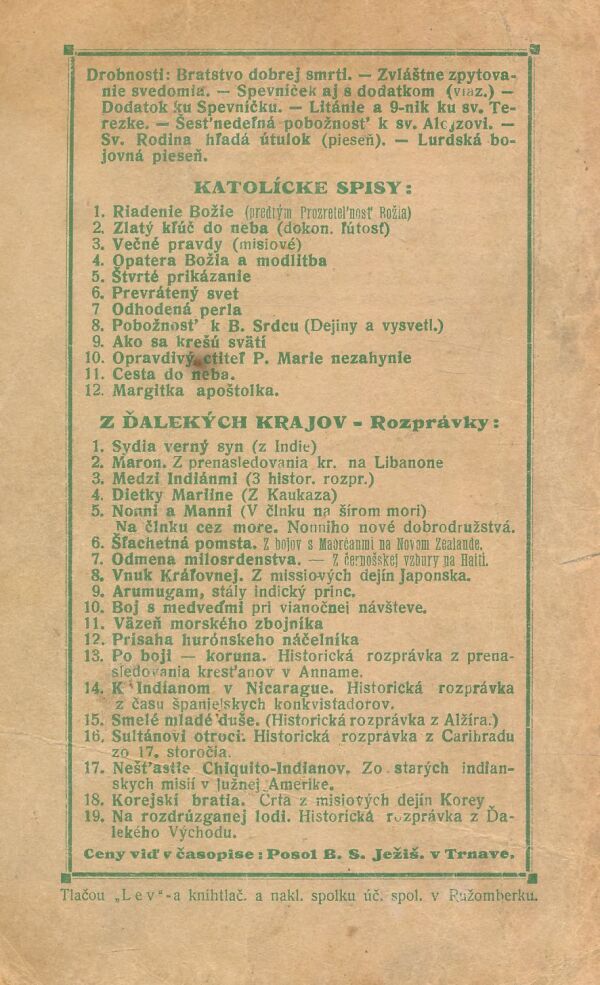 Drobnosti: Bratstvo dobrej smrti. — Zvláštne zpytova-
nie svedomia. — Spevníček aj s dodatkom (viaz.) —
Dodatok ku Spevníčku. — Litánie a 9-nik ku sv. Te-
rezke. — Šesťnedeľná pobožnosť k sv. Alojzovi. —
Sv. Rodina hľadá útulok (pieseň). — Lurdská bo-
jovná pieseň.
KATOLÍCKE SPISY:
1. Riadenie Božie (predtým Prozreteľnosť Božia)
2. Zlatý kľúč do neba (dokon. ľútosť)
3. Večné pravdy (misiové)
4. Opatera Božia a modlitba
5. Štvrté prikázanie
6. Prevrátený svet
7 Odhodená perla
8. Pobožnosť k B. Srdcu (Dejiny a vysvetl.)
9. Ako sa krešú svätí
10. Opravdivý ctiteľ P. Marie nezahynie
11. Cesta do neba.
12. Margitka apoštolka.
Z ĎALEKÝCH KRAJOV - Rozprávky:
1. Sydia verný syn (z Indie)
2. Maron. Z prenasledovania kr. na Libanone
3. Medzi Indiánmi (3 histor. rozpr.)
4. Dietky Marline (Z Kaukaza)
5. Nonni a Manni (V člnku na šírom mori)
Na člnku cez more. Nonniho nové dobrodružstvá.
6. Šľachetná pomsta. Z bojov s Maorčanmi na Novom Zealande.
7. Odmena milosrdenstva. — Z černošskej vzbury na Haiti.
8. Vnuk Kráľovnej. Z missiových dejín Japonska.
9. Arumugam, stály indický princ.
10. Boj s medveďmi pri vianočnej návšteve.
11. Väzeň morského zbojníka
12. Prisaha hurónskeho náčelníka
13. Po boji — koruna. Historická rozprávka z prena-
sledovania kresťanov v Anname.
14. K Indianom v Nicarague. Historická rozprávka
z času španielskych konkvistadorov.
15. Smelé mladé duše. (Historická rozprávka z Alžíra.)
16. Sultánovi otroci. Historická rozprávka z Caribradu
zo 17. storočia.
17. Nešťastie Chiquito-Indianov. Zo starých indian-
skych misií v Južnej Amerike.
18. Korejskí bratia. Črta z misiových dejín Korey
19. Na rozdrúzganej lodi. Historická rozprávka z Ďa-
lekého Východu.
Ceny viď v časopise: Posol B. S. Ježiš. v Trnave.
Tlačou „Lev"-a kníhtlač. a nakl. spolku úč. spol. v Ružomberku.